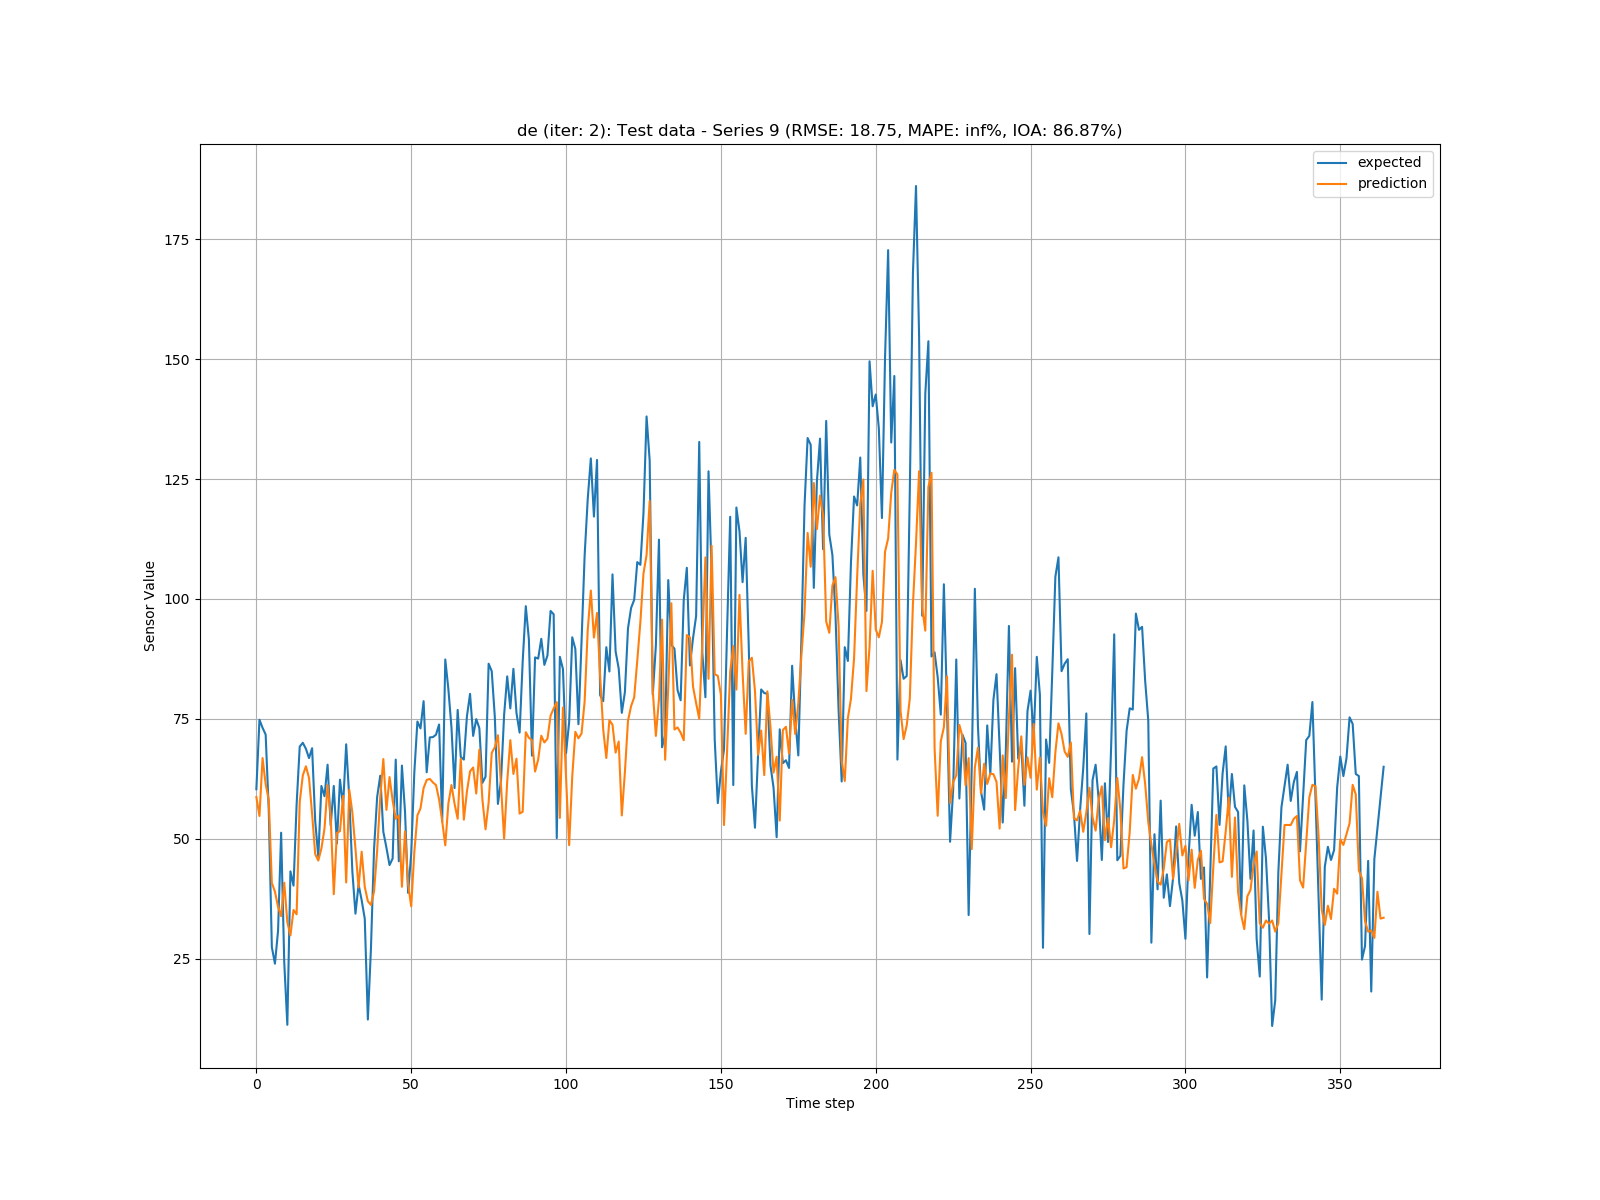 de (iter: 2): Test data - Series 9 (RMSE: 18.75, MAPE: inf%, IOA: 86.87%)
expected
prediction
175
150
125
100
75
50
25
Sensor Value
0 50 100 150 200 250 300 350
Time step